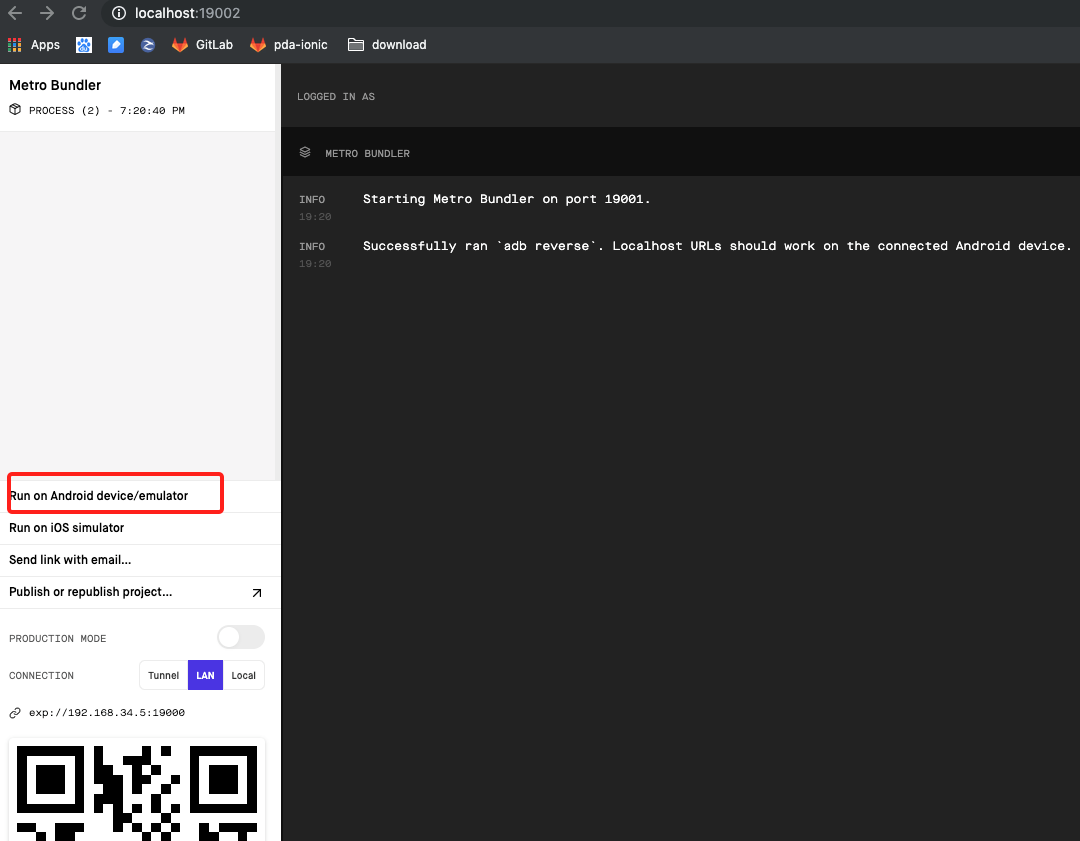 localhost:19002
Apps
GitLab
pda-ionic
download
Metro Bundler
PROCESS (2) - 7:20:40 PM
LOGGED IN AS
METRO BUNDLER
INFO Starting Metro Bundler on port 19001.
19:20
INFO Successfully ran `adb reverse`. Localhost URLs should work on the connected Android device.
19:20
Run on Android device/emulator
Run on iOS simulator
Send link with email...
Publish or republish project...
PRODUCTION MODE
CONNECTION Tunnel LAN Local
exp://192.168.34.5:19000